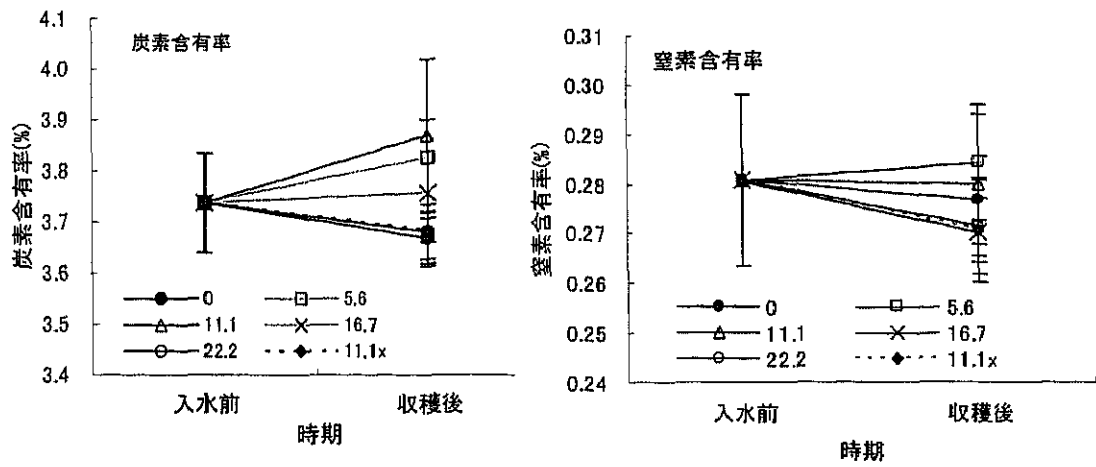 炭素含有率
炭素含有率(%)
4.1
4.0
3.9
3.8
3.7
3.6
3.5
3.4
0
5.6
11.1
16.7
22.2
11.1x
入水前
収穫後
時期
窒素含有率
窒素含有率(%)
0.31
0.30
0.29
0.28
0.27
0.26
0.25
0.24
0
5.6
11.1
16.7
22.2
11.1x
入水前
収穫後
時期